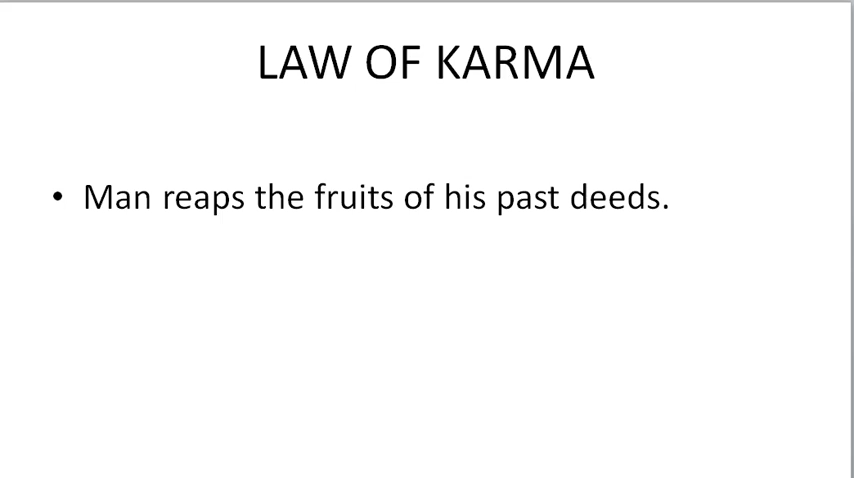 LAW OF KARMA
• Man reaps the fruits of his past deeds.